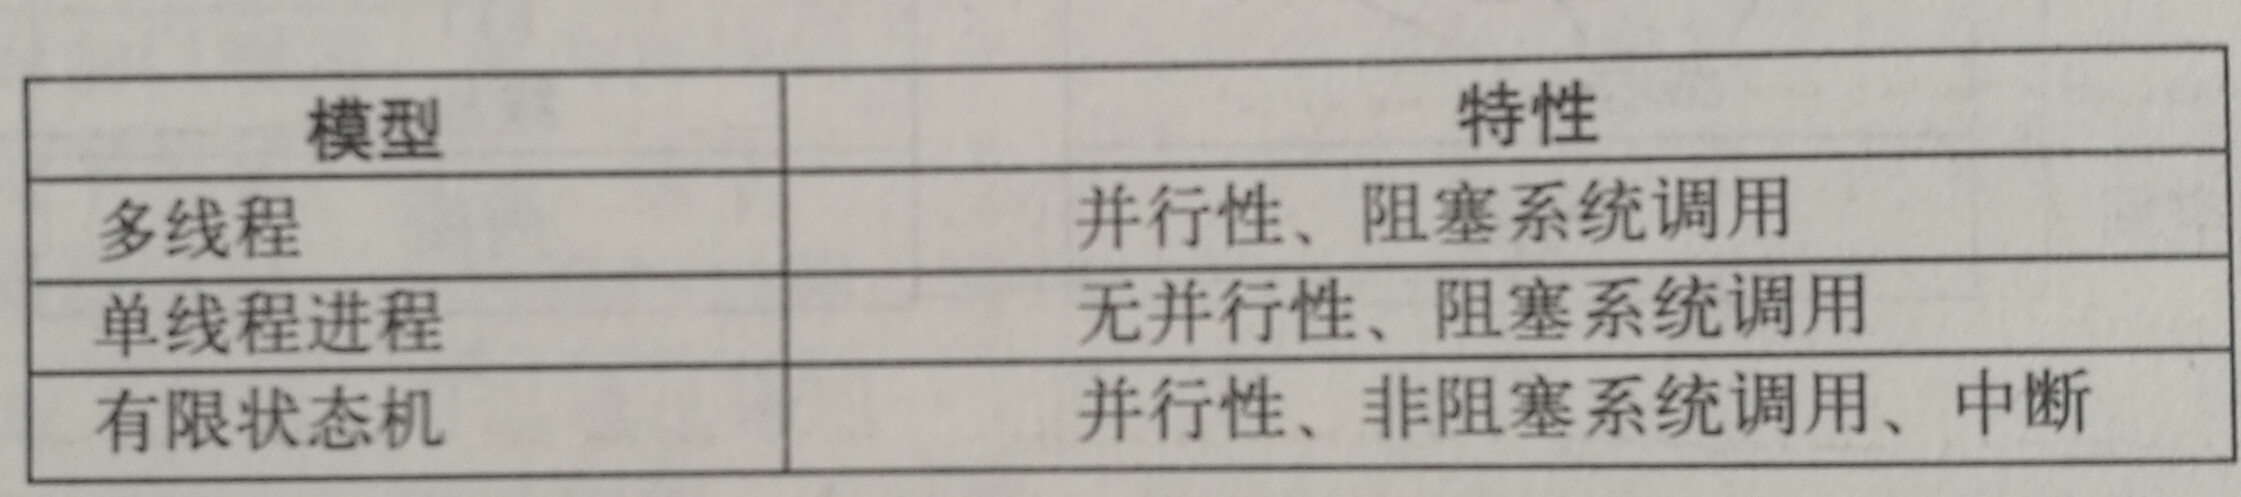 模型 特性
多线程 并行性、阻塞系统调用
单线程进程 无并行性、阻塞系统调用
有限状态机 并行性、非阻塞系统调用、中断